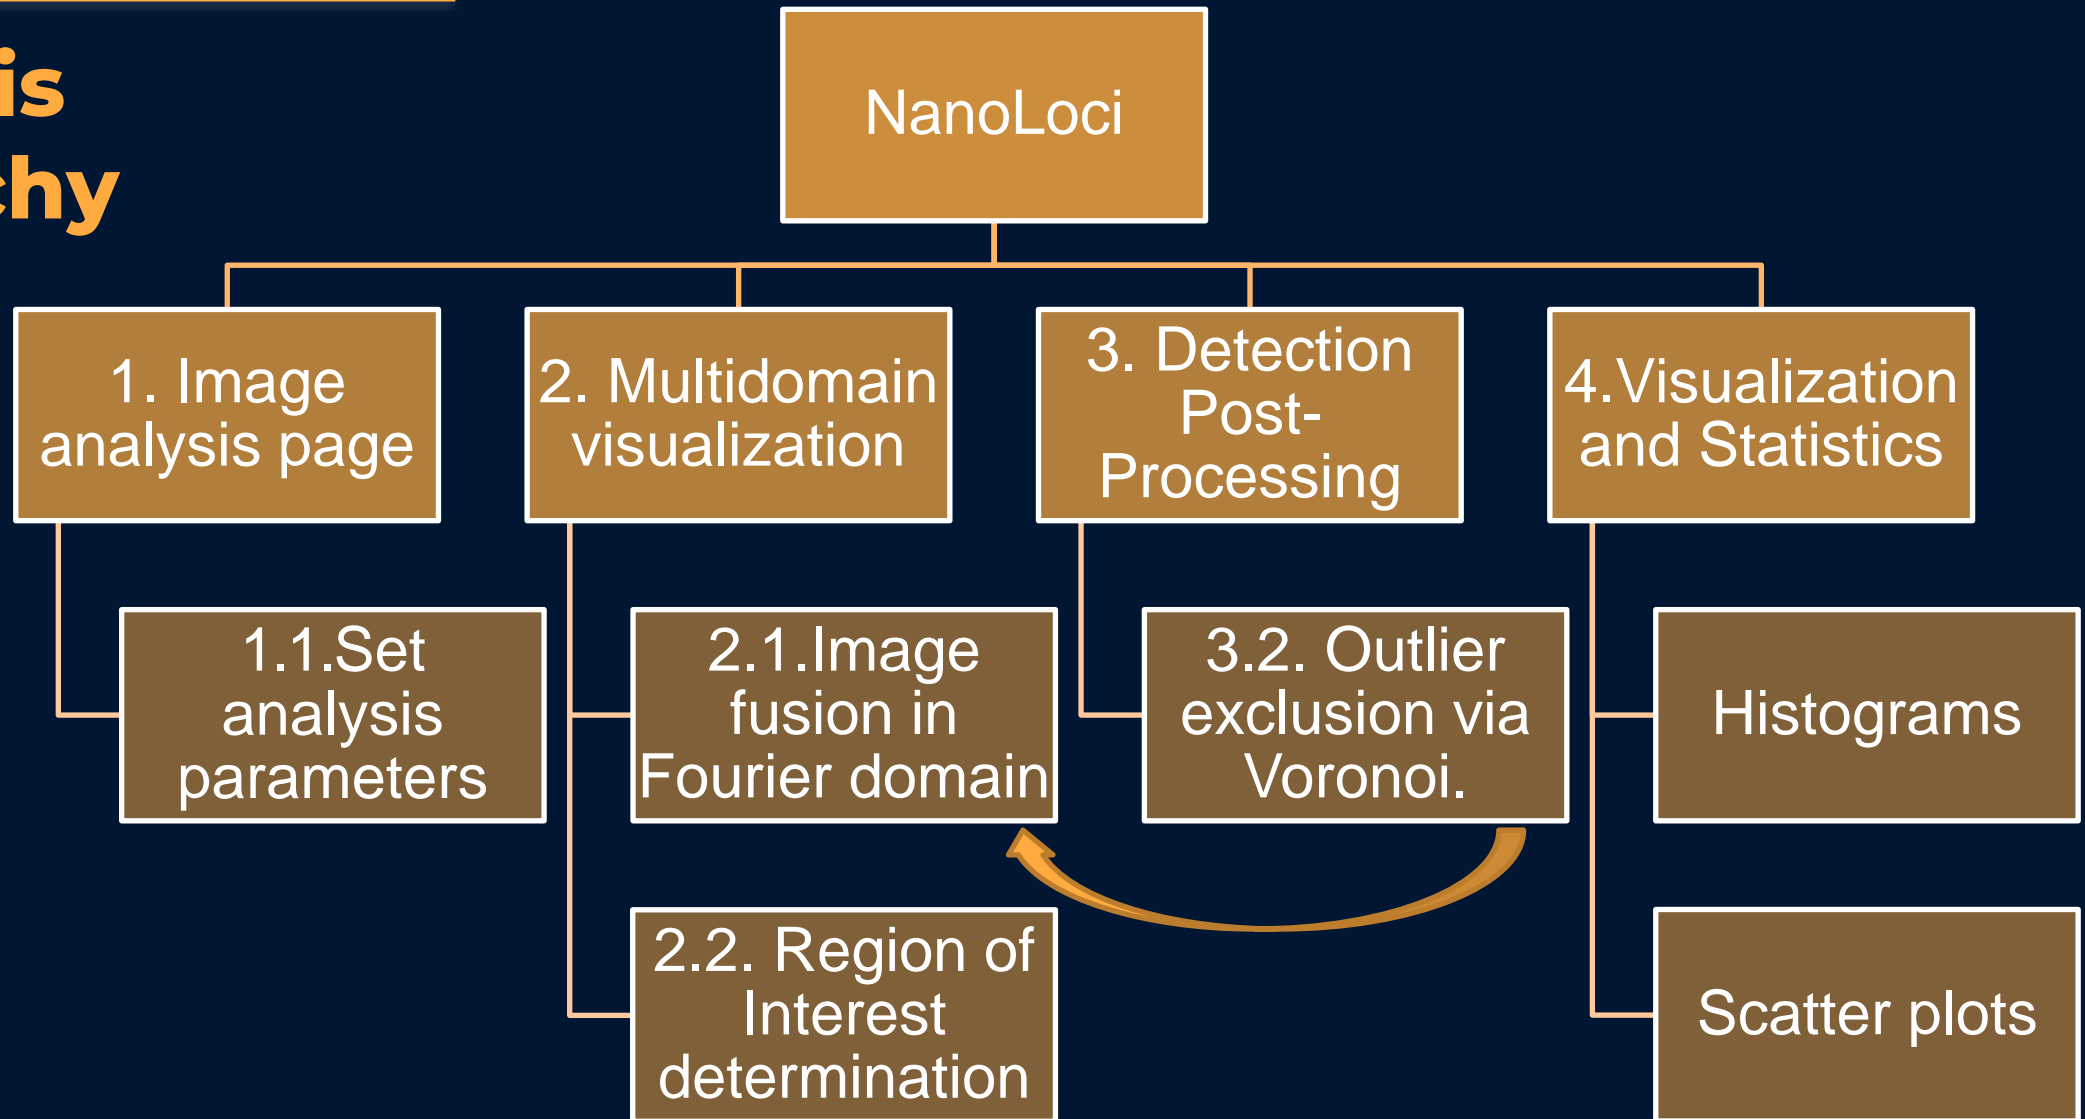 is
chy
NanoLoci
1. Image
analysis page
2. Multidomain
visualization
3. Detection
Post-
Processing
4.Visualization
and Statistics
1.1.Set
analysis
parameters
2.1.Image
fusion in
Fourier domain
3.2. Outlier
exclusion via
Voronoi.
Histograms
2.2. Region of
Interest
determination
Scatter plots